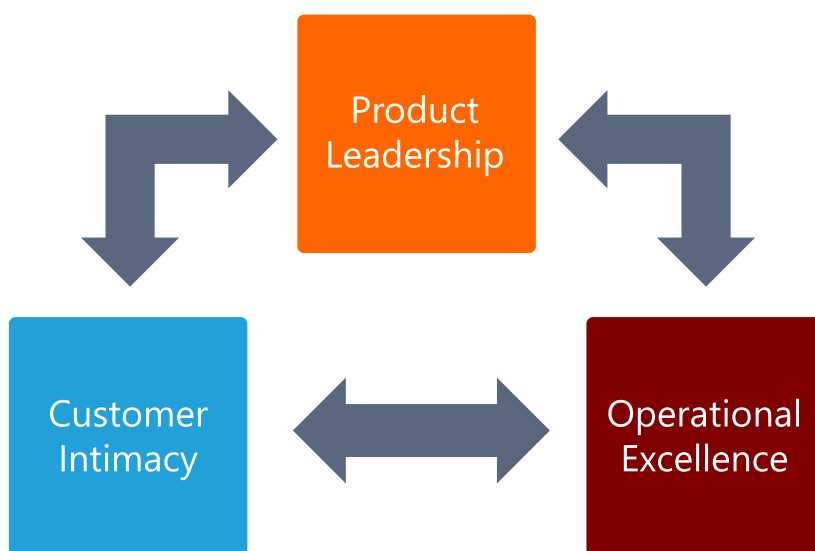 Product
Leadership
Customer
Intimacy
Operational
Excellence